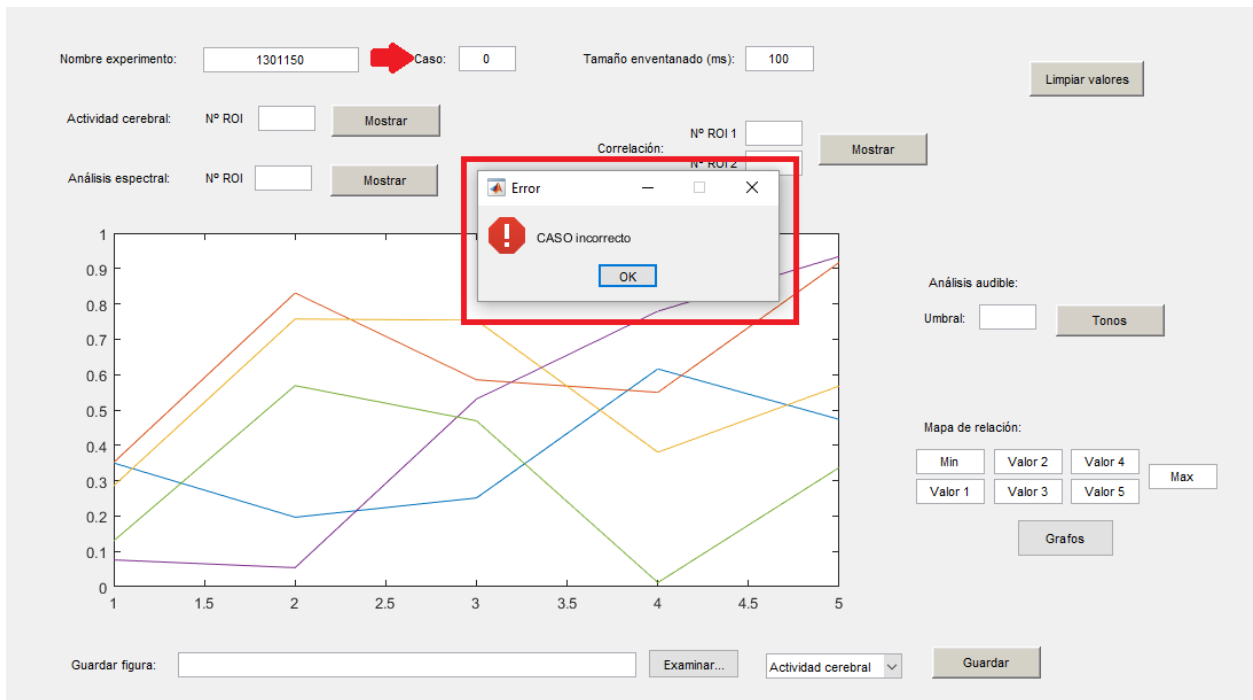 Nombre experimento: 1301150 Caso: 0 Tamaño enventanado (ms): 100
Limpiar valores
Actividad cerebral: Nº ROI Mostrar
Nº ROI 1
Correlación: Mostrar
Nº ROI 2
Análisis espectral: Nº ROI Mostrar
Error
CASO incorrecto
OK
1
0.9
0.8
0.7
0.6
0.5
0.4
0.3
0.2
0.1
0
1 1.5 2 2.5 3 3.5 4 4.5 5
Análisis audible:
Umbral: Tonos
Mapa de relación:
Min Valor 2 Valor 4
Max
Valor 1 Valor 3 Valor 5
Grafos
Guardar figura: Examinar... Actividad cerebral Guardar